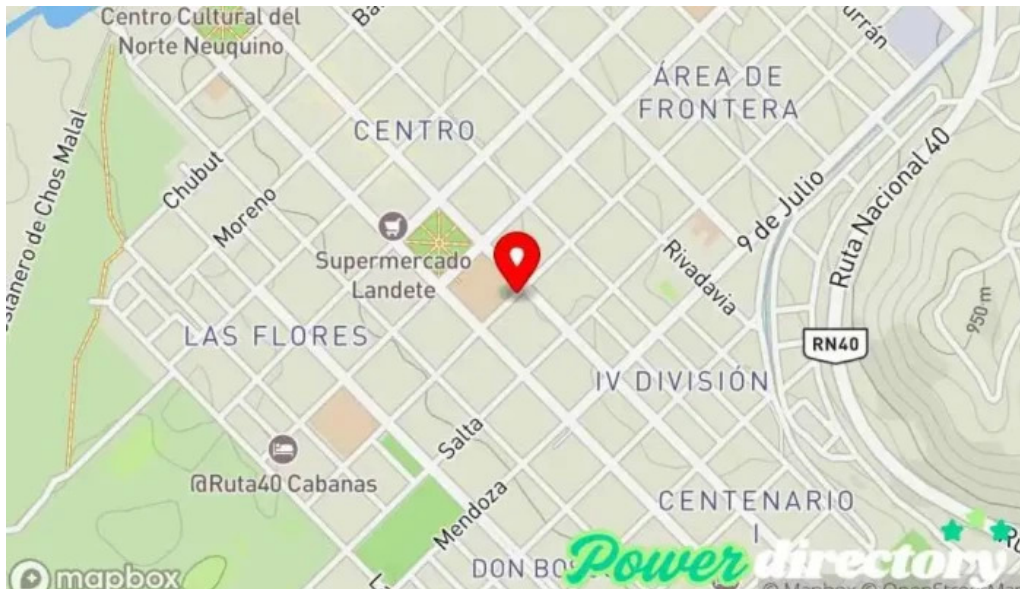 Centro Cultural del
Norte Neuquino
ÁREA DE
FRONTERA
CENTRO
Chubut
Moreno
9 de Julio
Ruta Nacional 40
Supermercado
Landete
Rivadavia
950 m
RN40
LAS FLORES
IV DIVISIÓN
Salta
@Ruta40 Cabanas
Mendoza
CENTENARIO
I
Power directory
mapbox